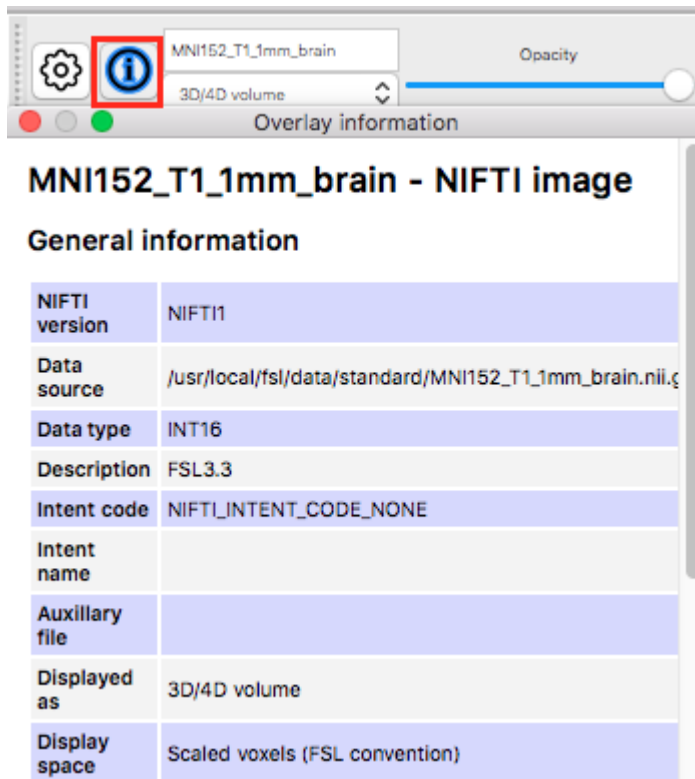 MNI152_T1_1mm_brain
Opacity
3D/4D volume
Overlay information
MNI152_T1_1mm_brain - NIFTI image
General information
NIFTI version NIFTI1
Data source /usr/local/fsl/data/standard/MNI152_T1_1mm_brain.nii.g
Data type INT16
Description FSL3.3
Intent code NIFTI_INTENT_CODE_NONE
Intent name
Auxillary file
Displayed as 3D/4D volume
Display space Scaled voxels (FSL convention)